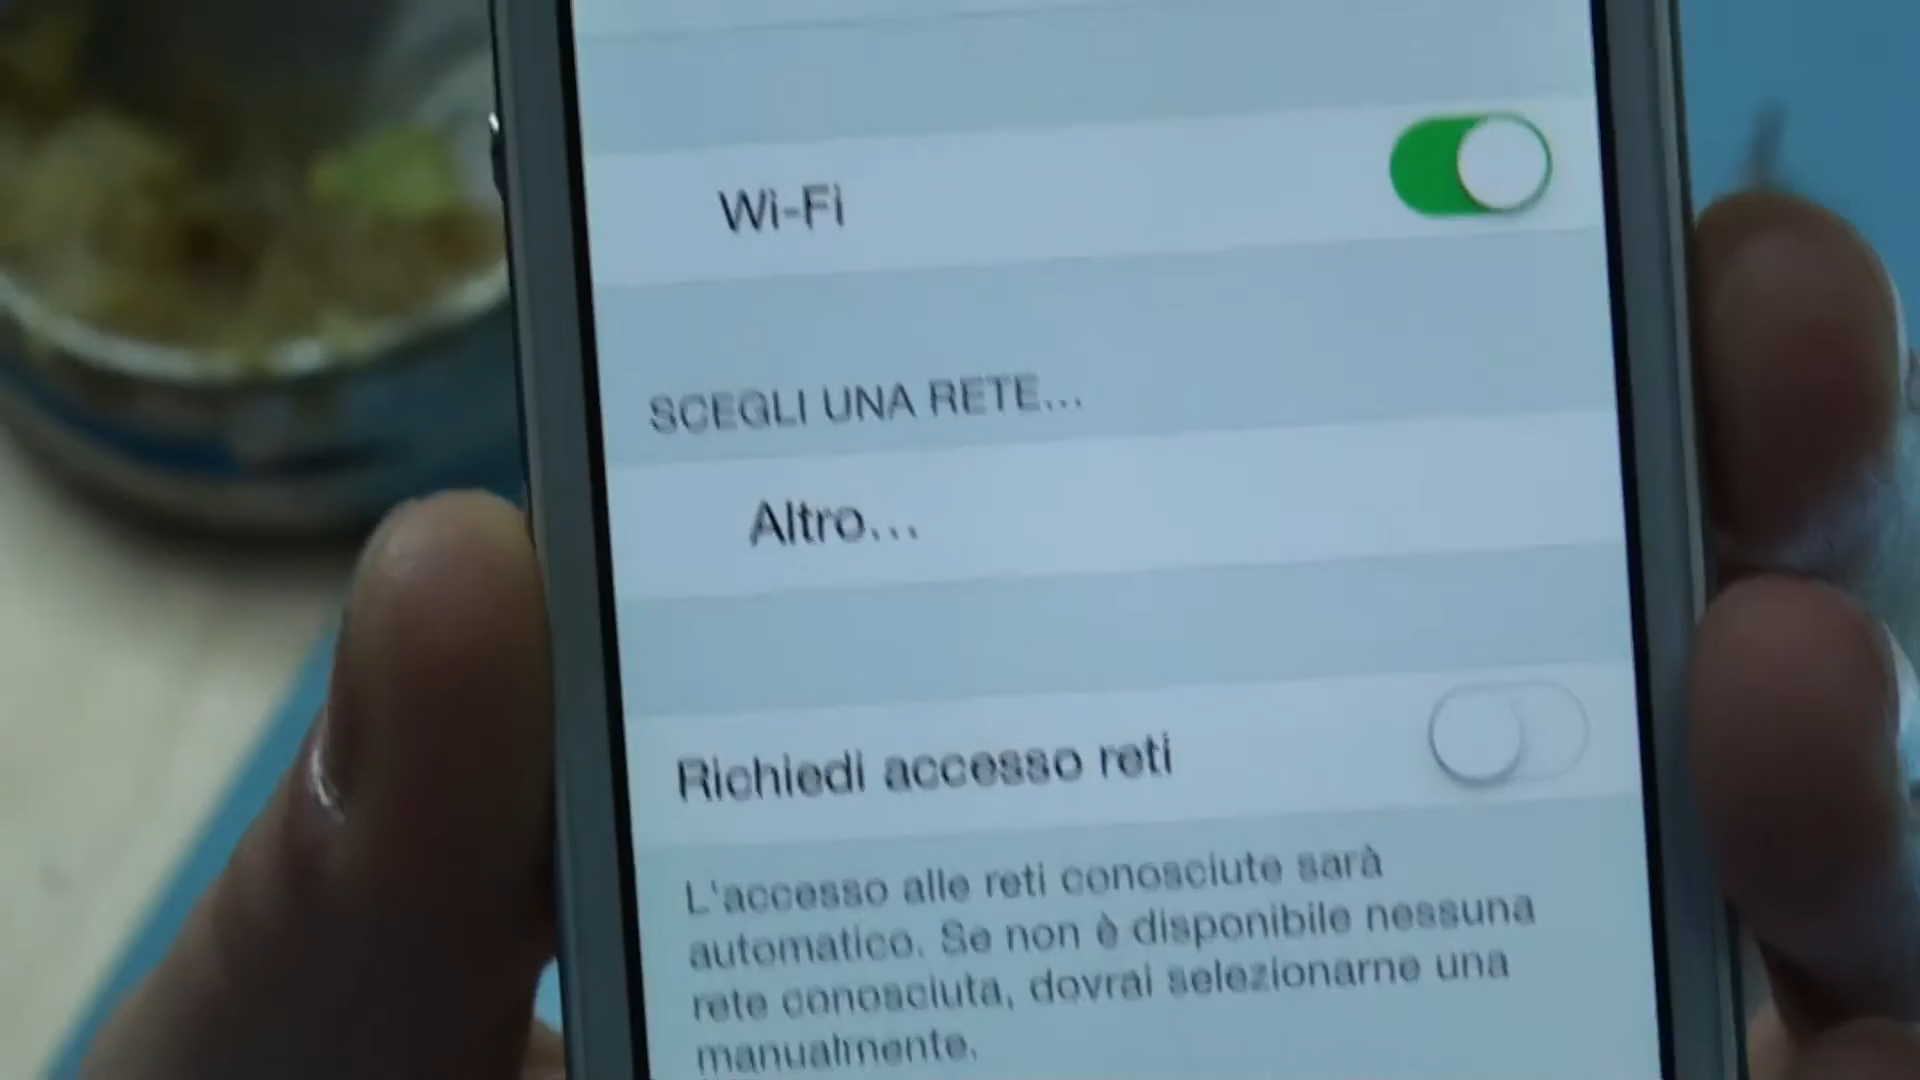 Wi-Fi
SCEGLI UNA RETE...
Altro...
Richiedi accesso reti
L'accesso alle reti conosciute sarà
automatico. Se non è disponibile nessuna
rete conosciuta, dovrai selezionarne una
manualmente.